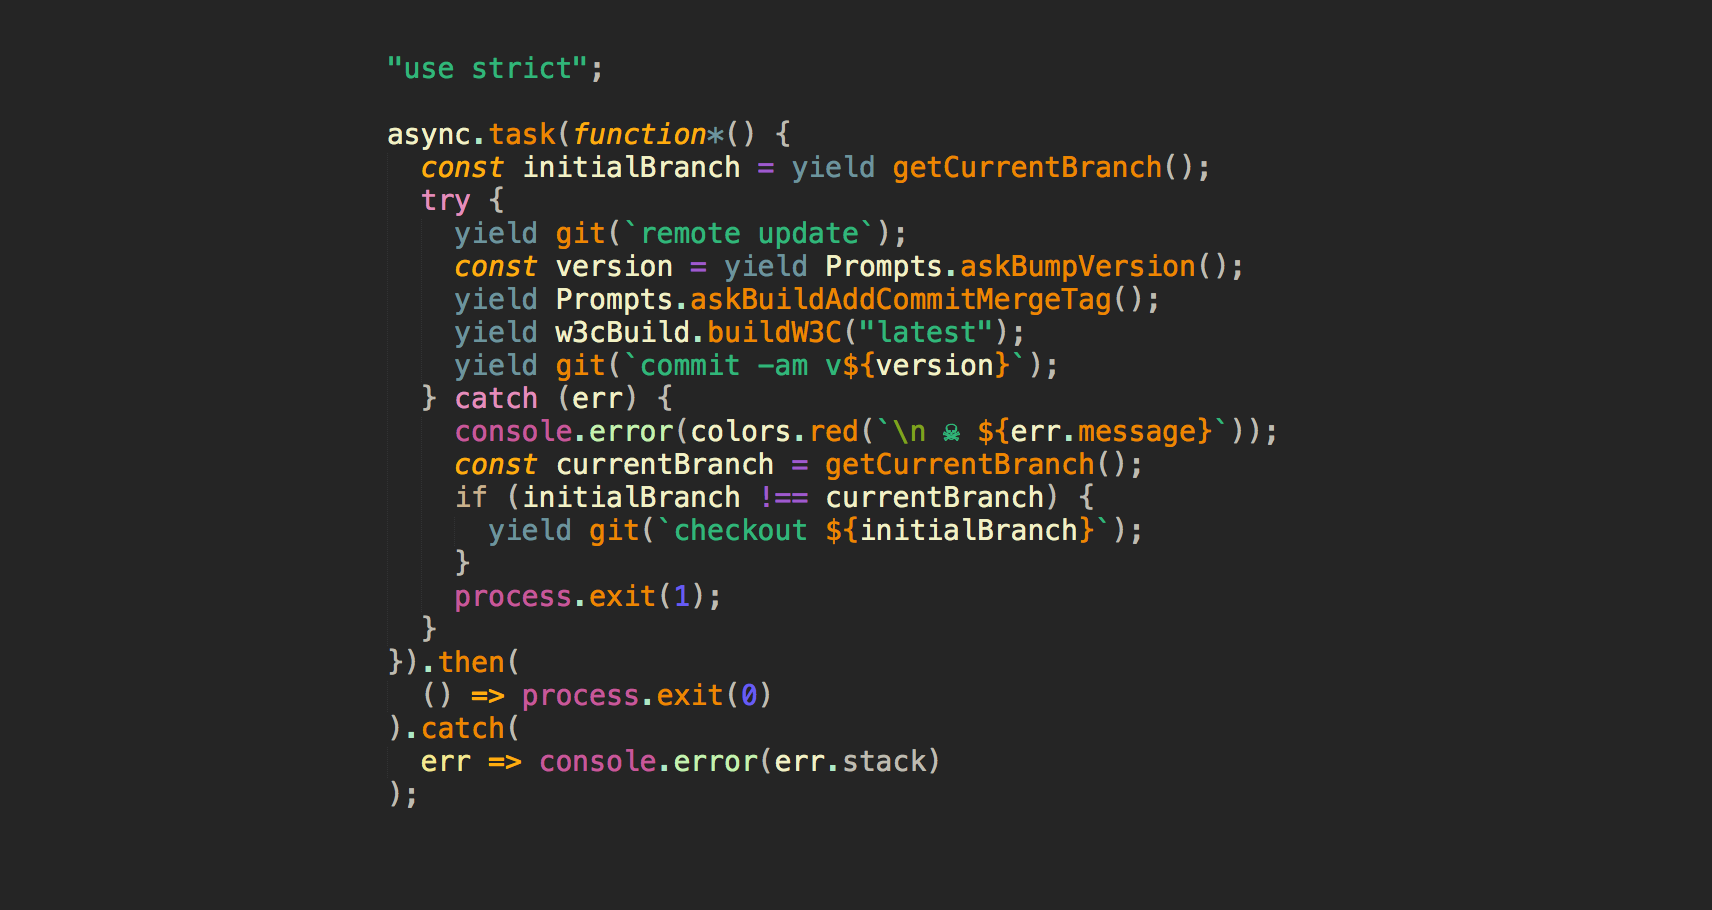 "use strict";

async.task(function*() {
  const initialBranch = yield getCurrentBranch();
  try {
    yield git(`remote update`);
    const version = yield Prompts.askBumpVersion();
    yield Prompts.askBuildAddCommitMergeTag();
    yield w3cBuild.buildW3C("latest");
    yield git(`commit -am v${version}`);
  } catch (err) {
    console.error(colors.red(`\n ☠ ${err.message}`));
    const currentBranch = getCurrentBranch();
    if (initialBranch !== currentBranch) {
      yield git(`checkout ${initialBranch}`);
    }
    process.exit(1);
  }
}).then(
  () => process.exit(0)
).catch(
  err => console.error(err.stack)
);